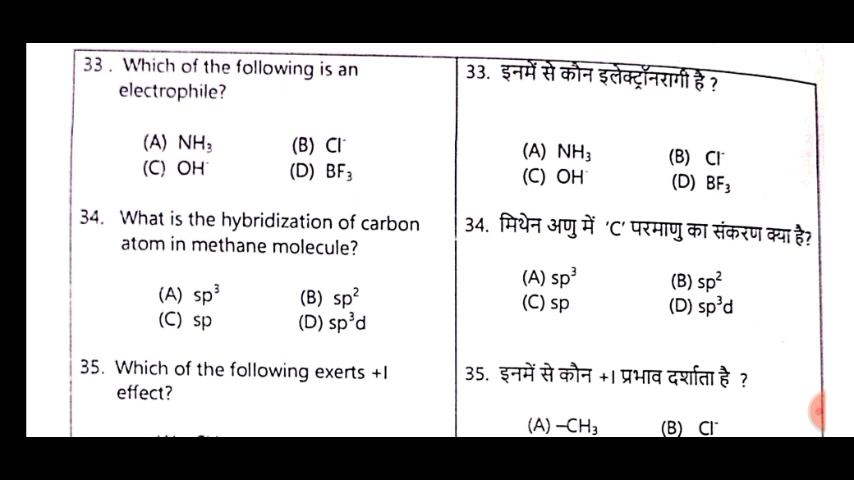 33. Which of the following is an
electrophile?
(A) NH₃ (B) Cl⁻
(C) OH⁻ (D) BF₃
34. What is the hybridization of carbon
atom in methane molecule?
(A) sp³ (B) sp²
(C) sp (D) sp³d
35. Which of the following exerts +I
effect?
33. इनमें से कौन इलेक्ट्रॉनरागी है ?
(A) NH₃ (B) Cl⁻
(C) OH⁻ (D) BF₃
34. मिथेन अणु में 'C' परमाणु का संकरण क्या है?
(A) sp³ (B) sp²
(C) sp (D) sp³d
35. इनमें से कौन +I प्रभाव दर्शाता है ?
(A) –CH₃ (B) Cl⁻